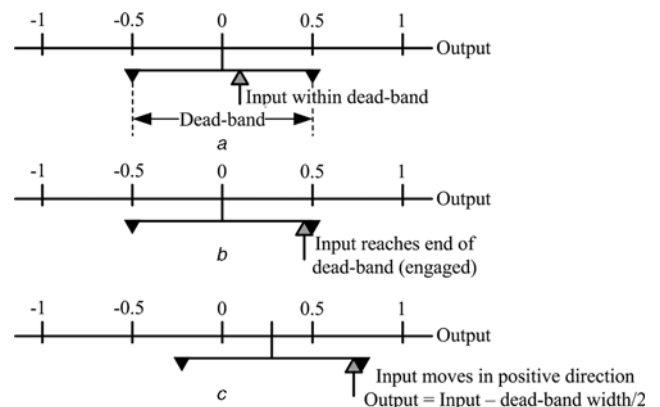 -1 -0.5 0 0.5 1
Output
Input within dead-band
Dead-band
a
-1 -0.5 0 0.5 1
Output
Input reaches end of
dead-band (engaged)
b
-1 -0.5 0 0.5 1
Output
Input moves in positive direction
Output = Input – dead-band width/2
c